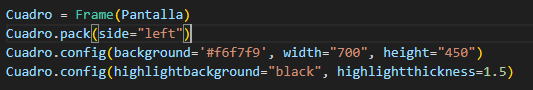 Cuadro = Frame(Pantalla)
Cuadro.pack(side="left")
Cuadro.config(background='#f6f7f9', width="700", height="450")
Cuadro.config(highlightbackground="black", highlightthickness=1.5)